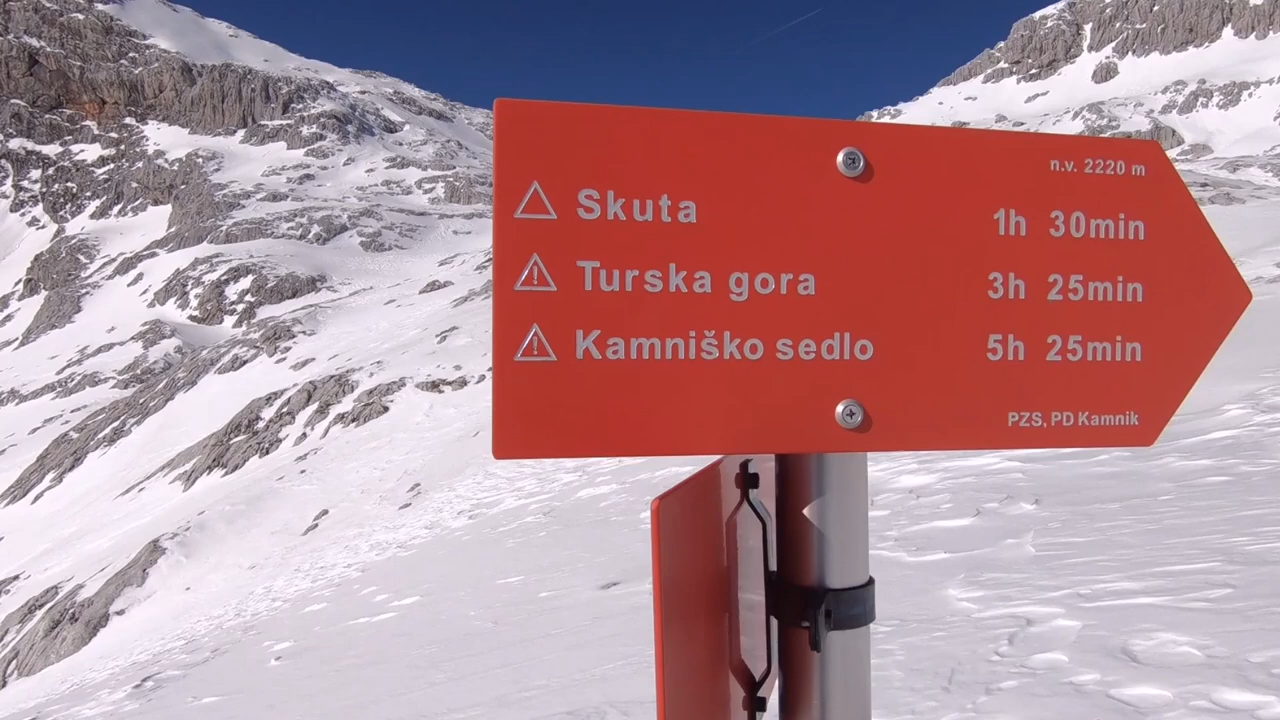 n.v. 2220 m
Skuta 1h 30min
Turska gora 3h 25min
Kamniško sedlo 5h 25min
PZS, PD Kamnik